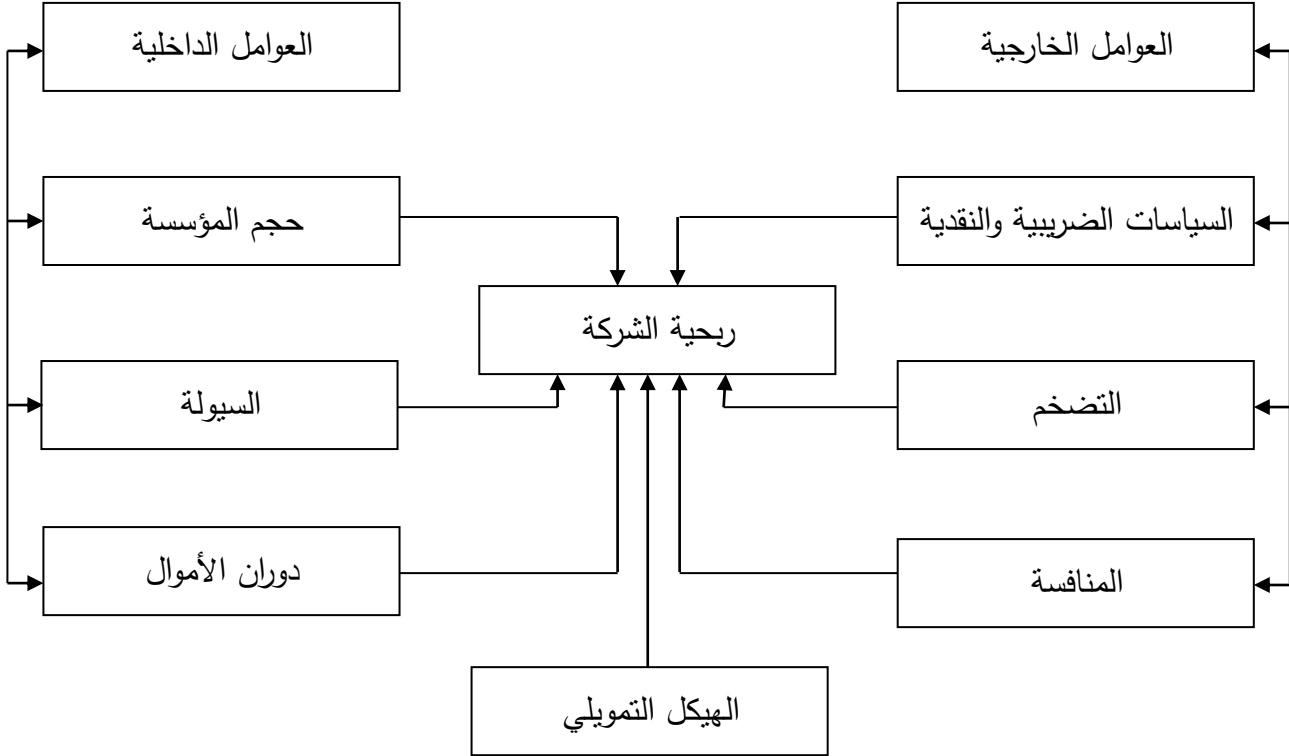 العوامل الخارجية
العوامل الداخلية
السياسات الضريبية والنقدية
حجم المؤسسة
ربحية الشركة
التضخم
السيولة
المنافسة
دوران الأموال
الهيكل التمويلي